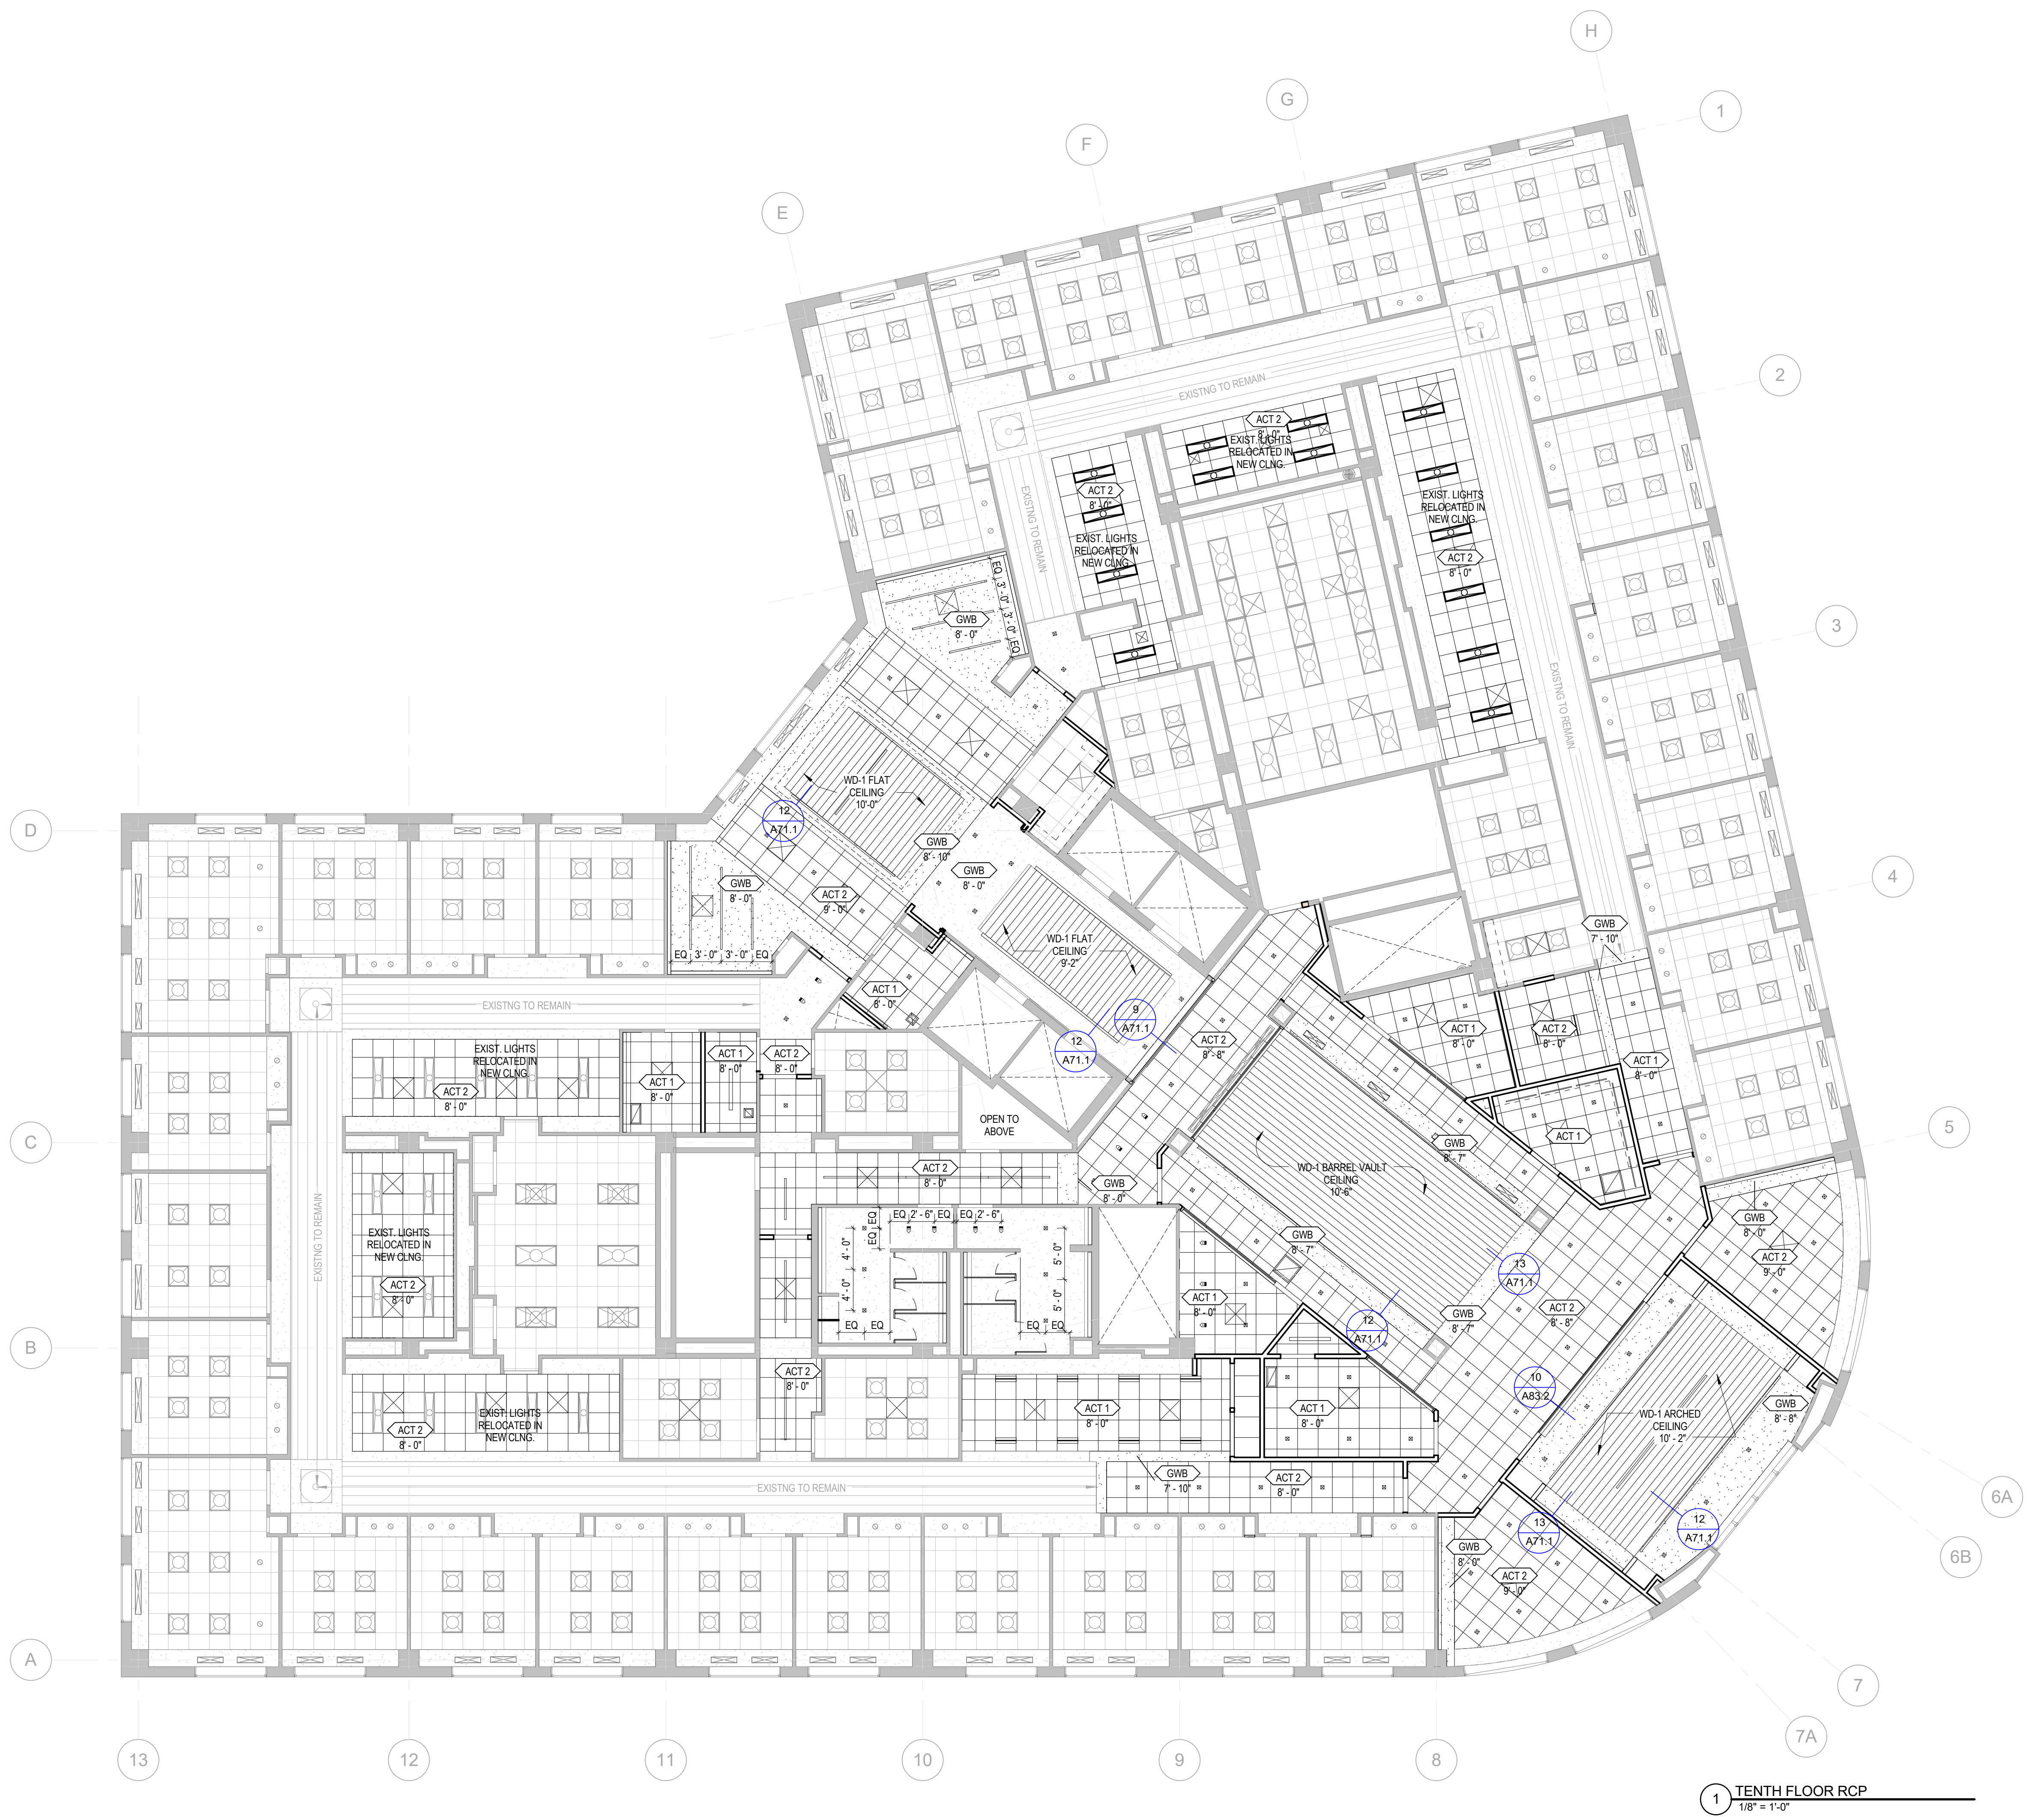 H
G
1
F
E
2
EXISTNG TO REMAIN
ACT 2
8' - 0"
EXIST. LIGHTS
RELOCATED IN
NEW CLNG.
ACT 2
8' - 0"
EXIST. LIGHTS
RELOCATED IN
NEW CLNG.
EXISTNG TO REMAIN
EXIST. LIGHTS
RELOCATED IN
NEW CLNG.
ACT 2
8' - 0"
EQ
3' - 0"
3' - 0"
EQ
GWB
8' - 0"
3
EXISTNG TO REMAIN
WD-1 FLAT
CEILING
10'-0"
12
A71.1
D
GWB
8' - 10"
GWB
8' - 0"
GWB
8' - 0"
ACT 2
9' - 0"
4
GWB
7' - 10"
WD-1 FLAT
CEILING
9'-2"
EQ
3' - 0"
3' - 0"
EQ
ACT 1
8' - 0"
EXISTNG TO REMAIN
9
A71.1
12
A71.1
ACT 2
8' - 8"
ACT 1
8' - 0"
ACT 2
8' - 0"
ACT 1
8' - 0"
EXIST. LIGHTS
RELOCATED IN
NEW CLNG.
ACT 2
8' - 0"
ACT 1
8' - 0"
ACT 1
8' - 0"
ACT 2
8' - 0"
OPEN TO
ABOVE
ACT 1
C
5
GWB
8' - 7"
WD-1 BARREL VAULT
CEILING
10'-6"
ACT 2
8' - 0"
GWB
8' - 0"
EXISTNG TO REMAIN
EXIST. LIGHTS
RELOCATED IN
NEW CLNG.
ACT 2
8' - 0"
EQ
2' - 6"
EQ
EQ
2' - 6"
EQ
EQ
4' - 0"
4' - 0"
5' - 0"
5' - 0"
EQ
EQ
EQ
EQ
GWB
8' - 7"
GWB
8' - 0"
ACT 2
9' - 0"
13
A71.1
ACT 1
8' - 0"
12
A71.1
GWB
8' - 7"
ACT 2
8' - 8"
B
ACT 2
8' - 0"
10
A83.2
GWB
8' - 8"
WD-1 ARCHED
CEILING
10' - 2"
ACT 2
8' - 0"
EXIST. LIGHTS
RELOCATED IN
NEW CLNG.
ACT 1
8' - 0"
ACT 1
8' - 0"
GWB
7' - 10"
ACT 2
8' - 0"
EXISTNG TO REMAIN
6A
13
A71.1
12
A71.1
GWB
8' - 0"
ACT 2
9' - 0"
6B
A
7
7A
13
12
11
10
9
8
1
TENTH FLOOR RCP
1/8" = 1'-0"